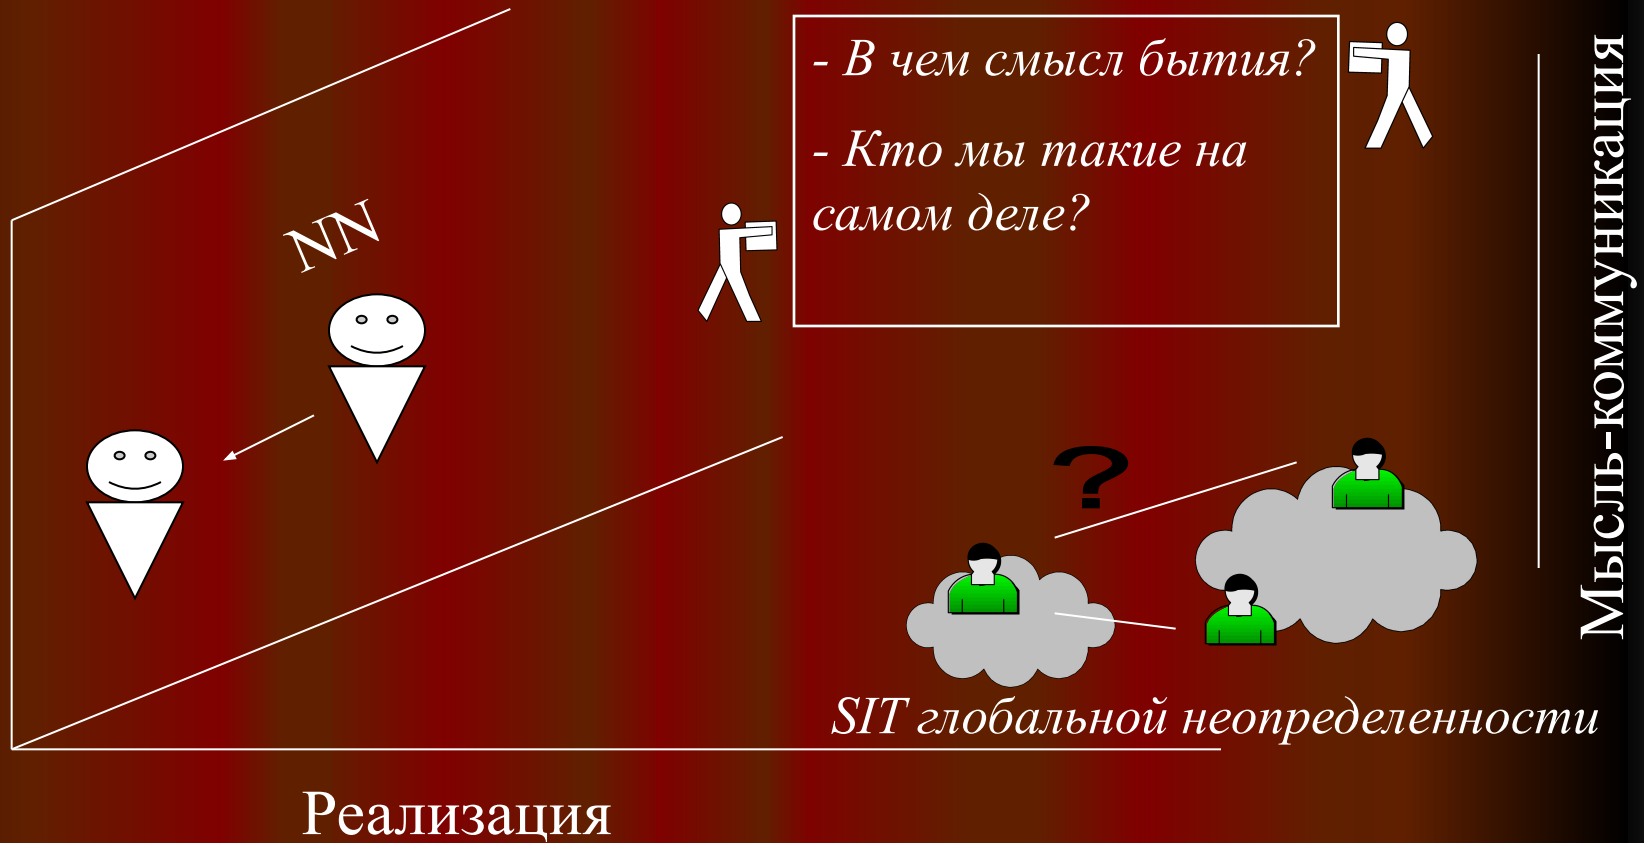 - В чем смысл бытия?
- Кто мы такие на
самом деле?
NN
?
SIT глобальной неопределенности
Реализация
Мысль-коммуникация